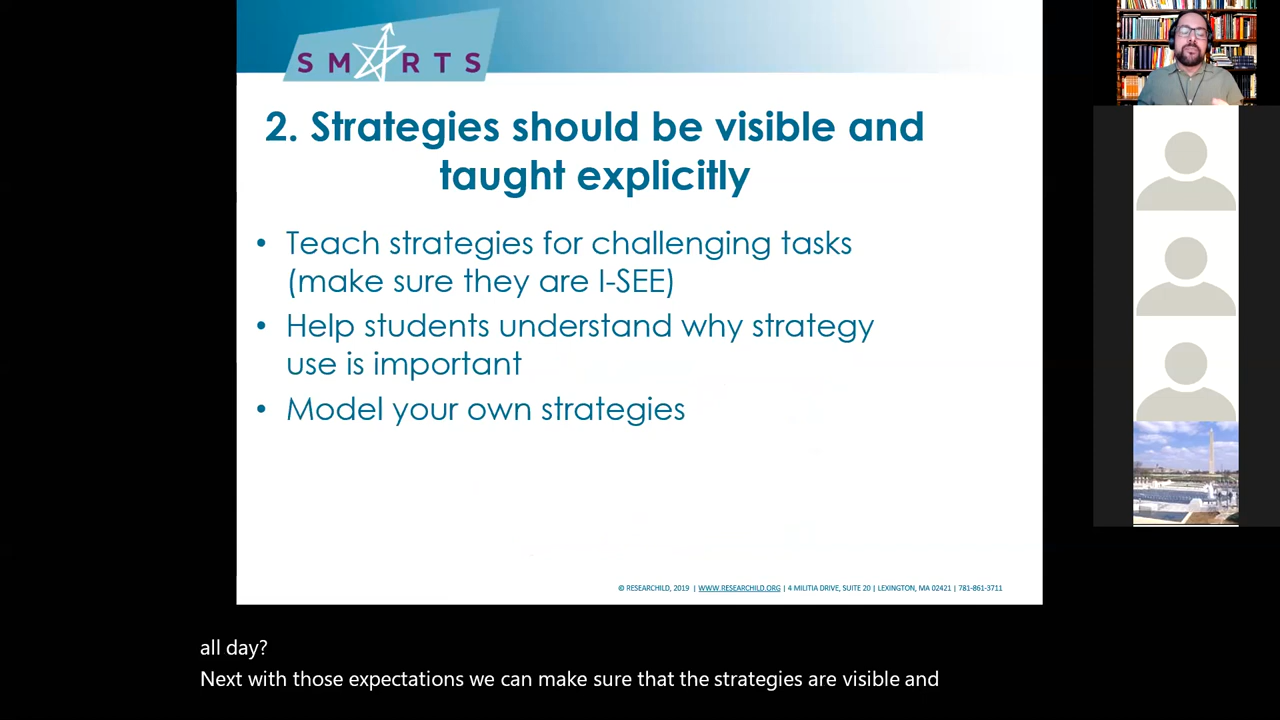 SMARTS
2. Strategies should be visible and
taught explicitly
• Teach strategies for challenging tasks
(make sure they are I-SEE)
• Help students understand why strategy
use is important
• Model your own strategies
© RESEARCHILD, 2019 | WWW.RESEARCHILD.ORG | 4 MILITIA DRIVE, SUITE 20 | LEXINGTON, MA 02421 | 781-861-3711
all day?
Next with those expectations we can make sure that the strategies are visible and